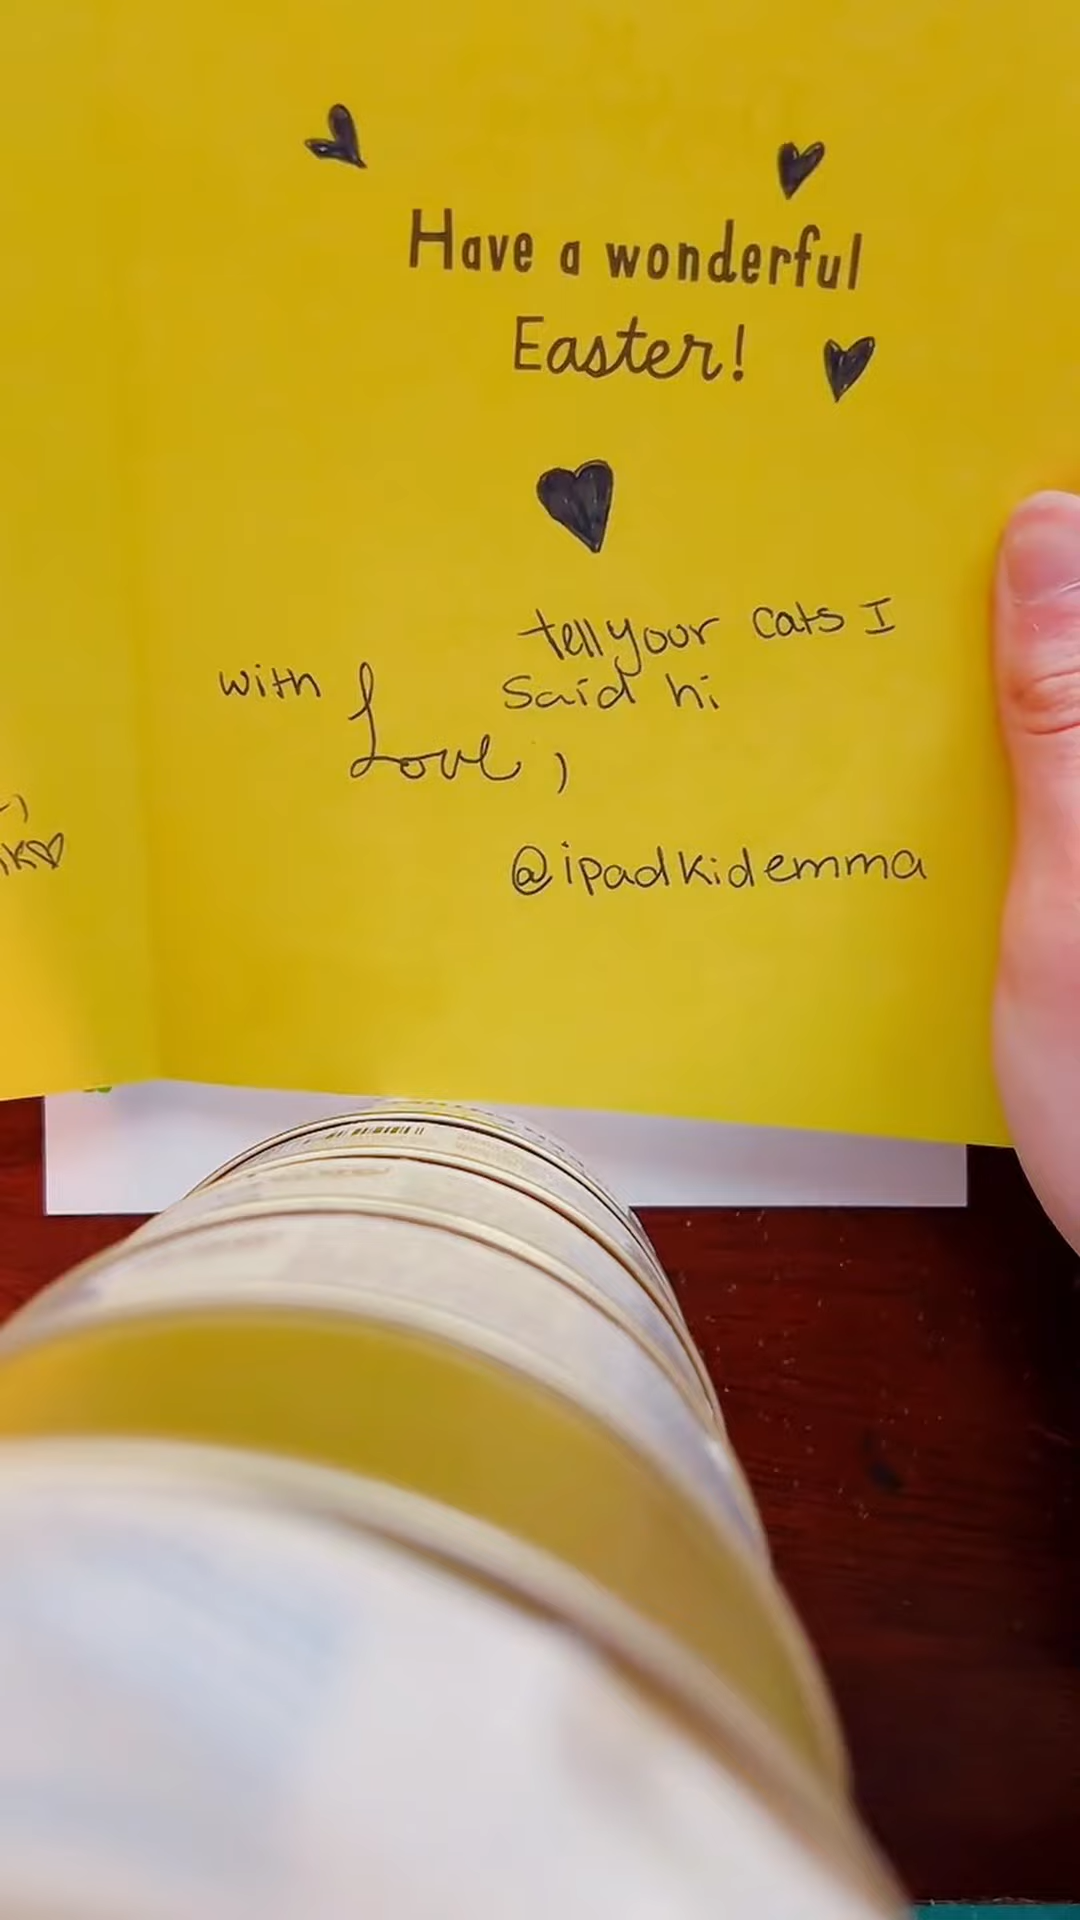 Have a wonderful
Easter!
tell your cats I
said hi
with Love,
@ipadkidemma